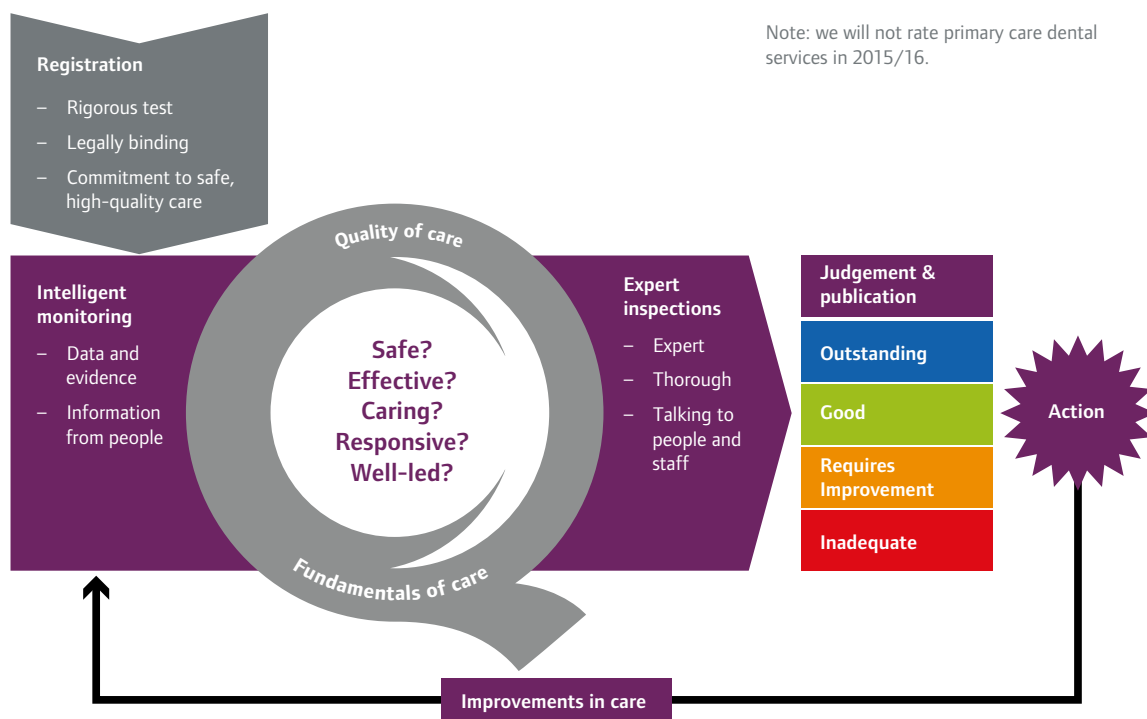 Note: we will not rate primary care dental
services in 2015/16.
Registration
– Rigorous test
– Legally binding
– Commitment to safe,
high-quality care
Intelligent
monitoring
– Data and
evidence
– Information
from people
Quality of care
Safe?
Effective?
Caring?
Responsive?
Well-led?
Fundamentals of care
Expert
inspections
– Expert
– Thorough
– Talking to
people and
staff
Judgement &
publication
Outstanding
Good
Requires
Improvement
Inadequate
Action
Improvements in care